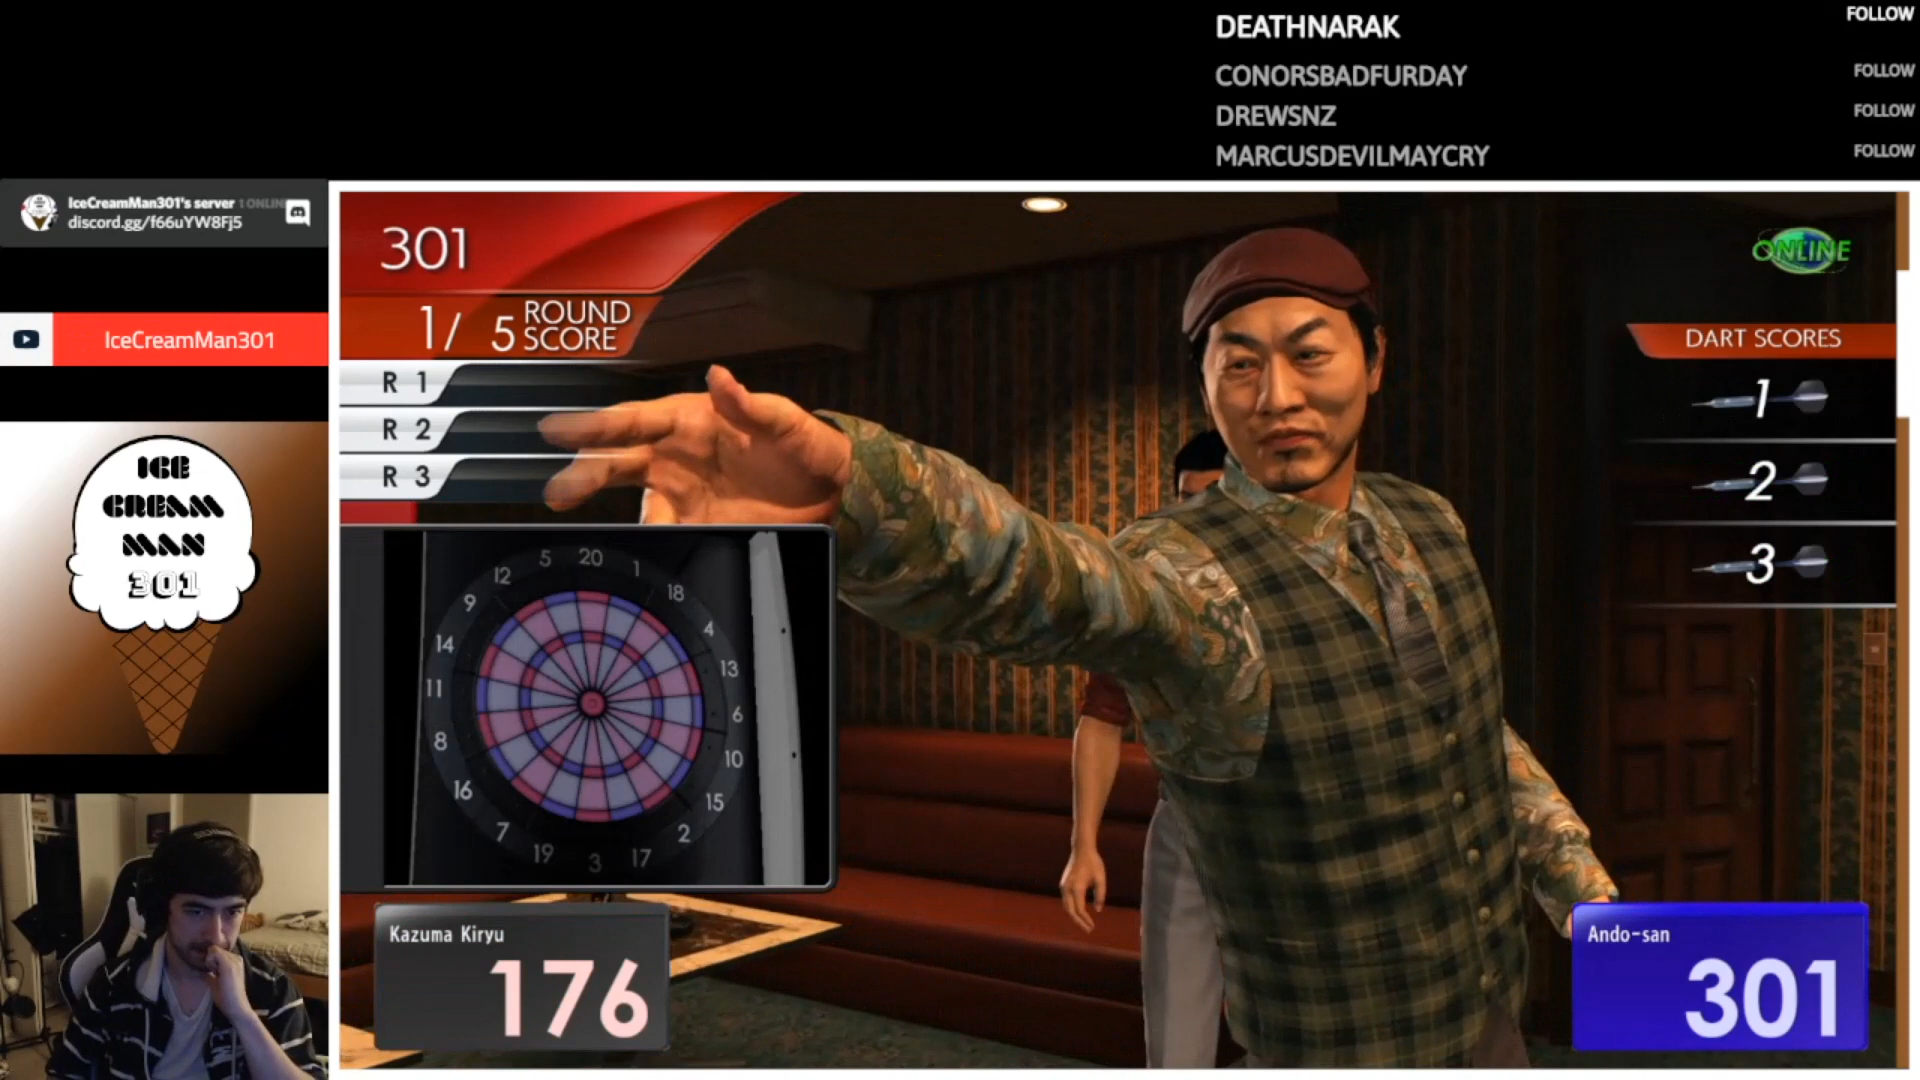 DEATHNARAK FOLLOW
CONORSBADFURDAY FOLLOW
DREWSNZ FOLLOW
MARCUSDEVILMAYCRY FOLLOW
IceCreamMan301's server 1 ONLIN
discord.gg/f66uYW8Fj5
IceCreamMan301
ICE
CREAM
MAN
301
301
1/ 5 ROUND
SCORE
R 1
R 2
R 3
ONLINE
DART SCORES
1
2
3
20
1
18
4
13
6
10
15
2
17
3
19
7
16
8
11
14
9
12
5
Kazuma Kiryu
176
Ando-san
301